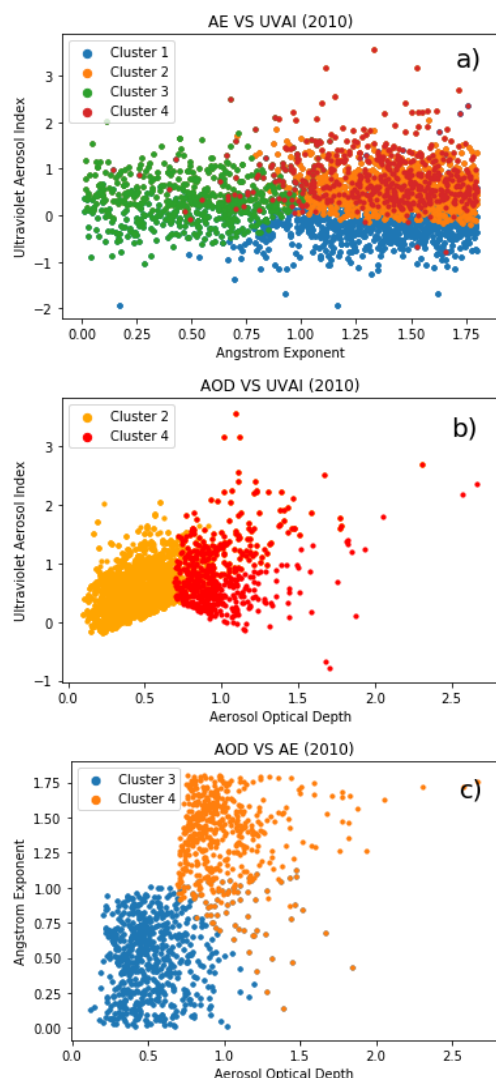 AE VS UVAI (2010)
Cluster 1
Cluster 2
Cluster 3
Cluster 4
a)
Ultraviolet Aerosol Index
3
2
1
0
−1
−2
0.00 0.25 0.50 0.75 1.00 1.25 1.50 1.75
Angstrom Exponent
AOD VS UVAI (2010)
Cluster 2
Cluster 4
b)
Ultraviolet Aerosol Index
3
2
1
0
−1
0.0 0.5 1.0 1.5 2.0 2.5
Aerosol Optical Depth
AOD VS AE (2010)
Cluster 3
Cluster 4
c)
Angstrom Exponent
1.75
1.50
1.25
1.00
0.75
0.50
0.25
0.00
0.0 0.5 1.0 1.5 2.0 2.5
Aerosol Optical Depth